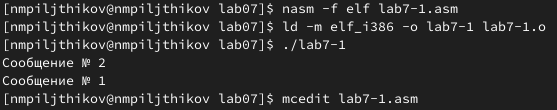 [nmpiljthikov@nmpiljthikov lab07]$ nasm -f elf lab7-1.asm
[nmpiljthikov@nmpiljthikov lab07]$ ld -m elf_i386 -o lab7-1 lab7-1.o
[nmpiljthikov@nmpiljthikov lab07]$ ./lab7-1
Сообщение № 2
Сообщение № 1
[nmpiljthikov@nmpiljthikov lab07]$ mcedit lab7-1.asm